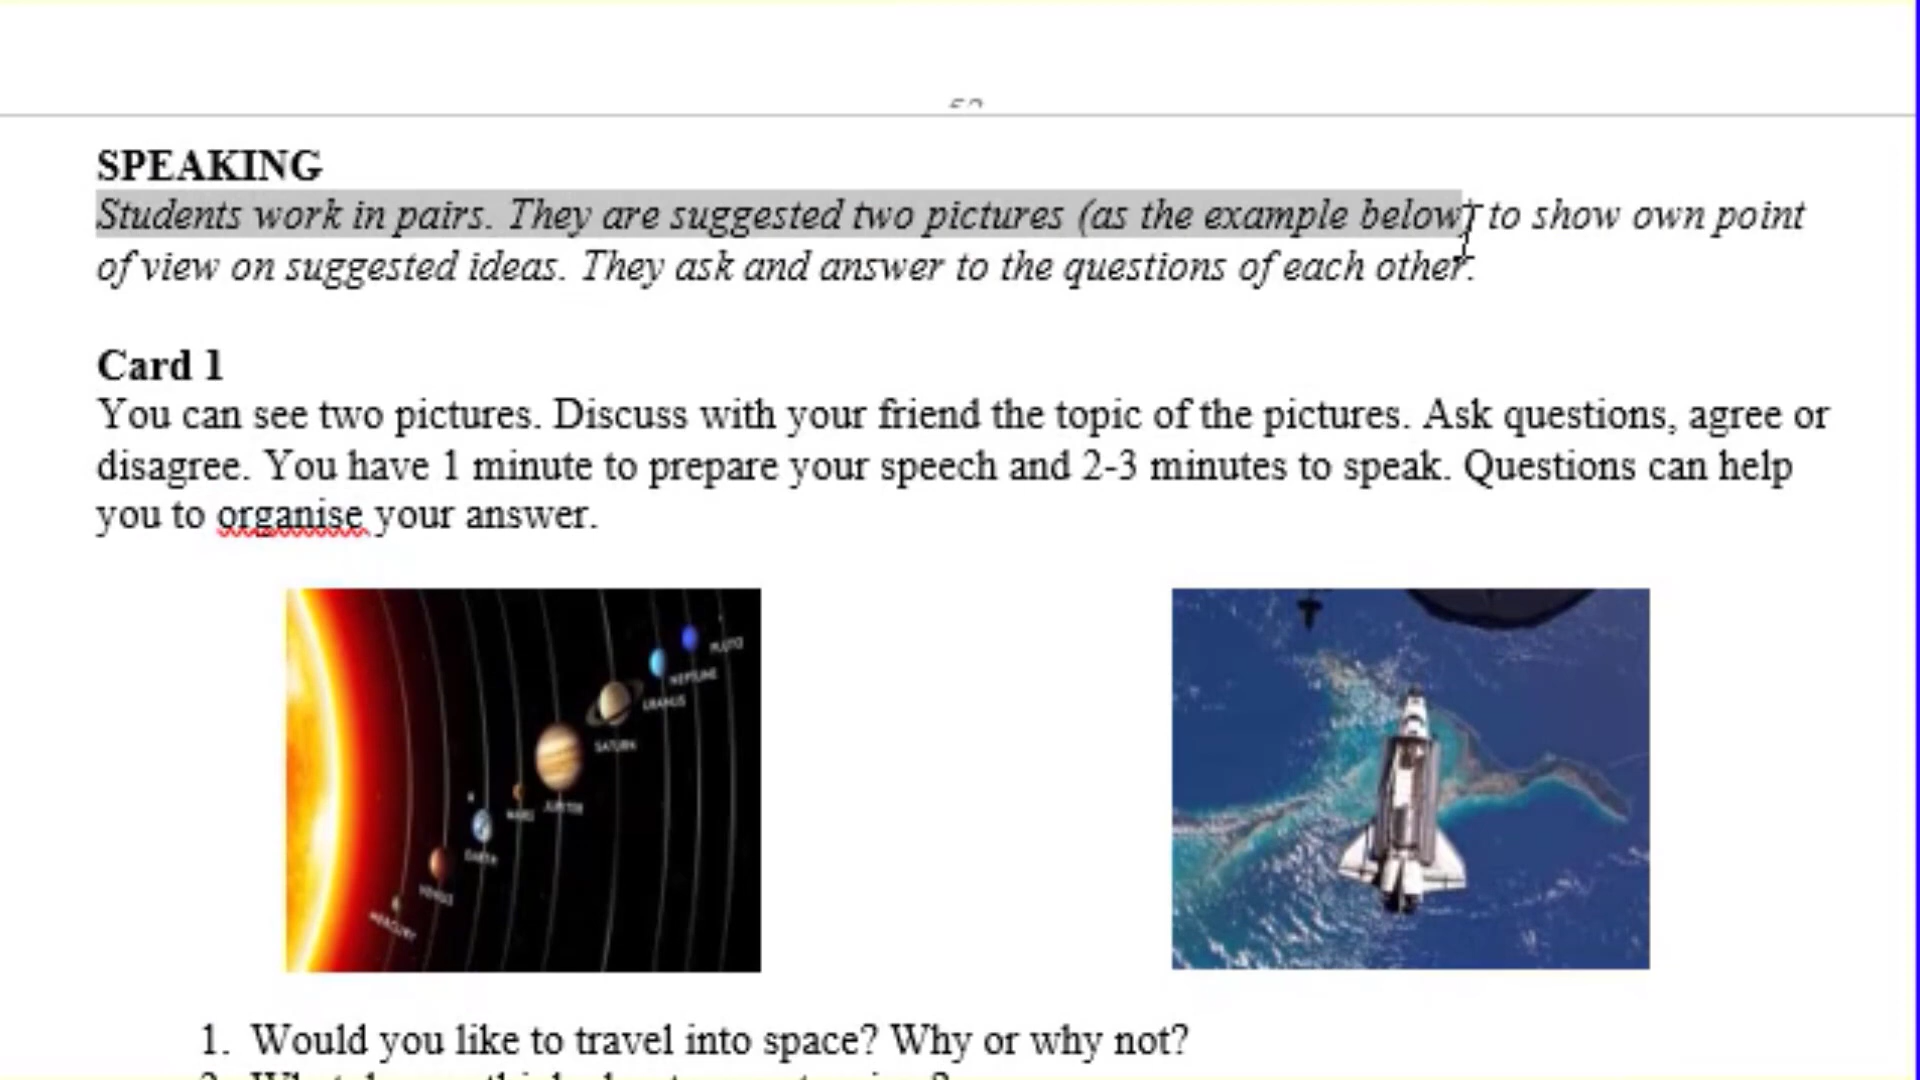 SPEAKING
Students work in pairs. They are suggested two pictures (as the example below) to show own point
of view on suggested ideas. They ask and answer to the questions of each other.
Card 1
You can see two pictures. Discuss with your friend the topic of the pictures. Ask questions, agree or
disagree. You have 1 minute to prepare your speech and 2-3 minutes to speak. Questions can help
you to organise your answer.
PLUTO
NEPTUNE
URANUS
SATURN
JUPITER
MARS
EARTH
VENUS
MERCURY
1. Would you like to travel into space? Why or why not?